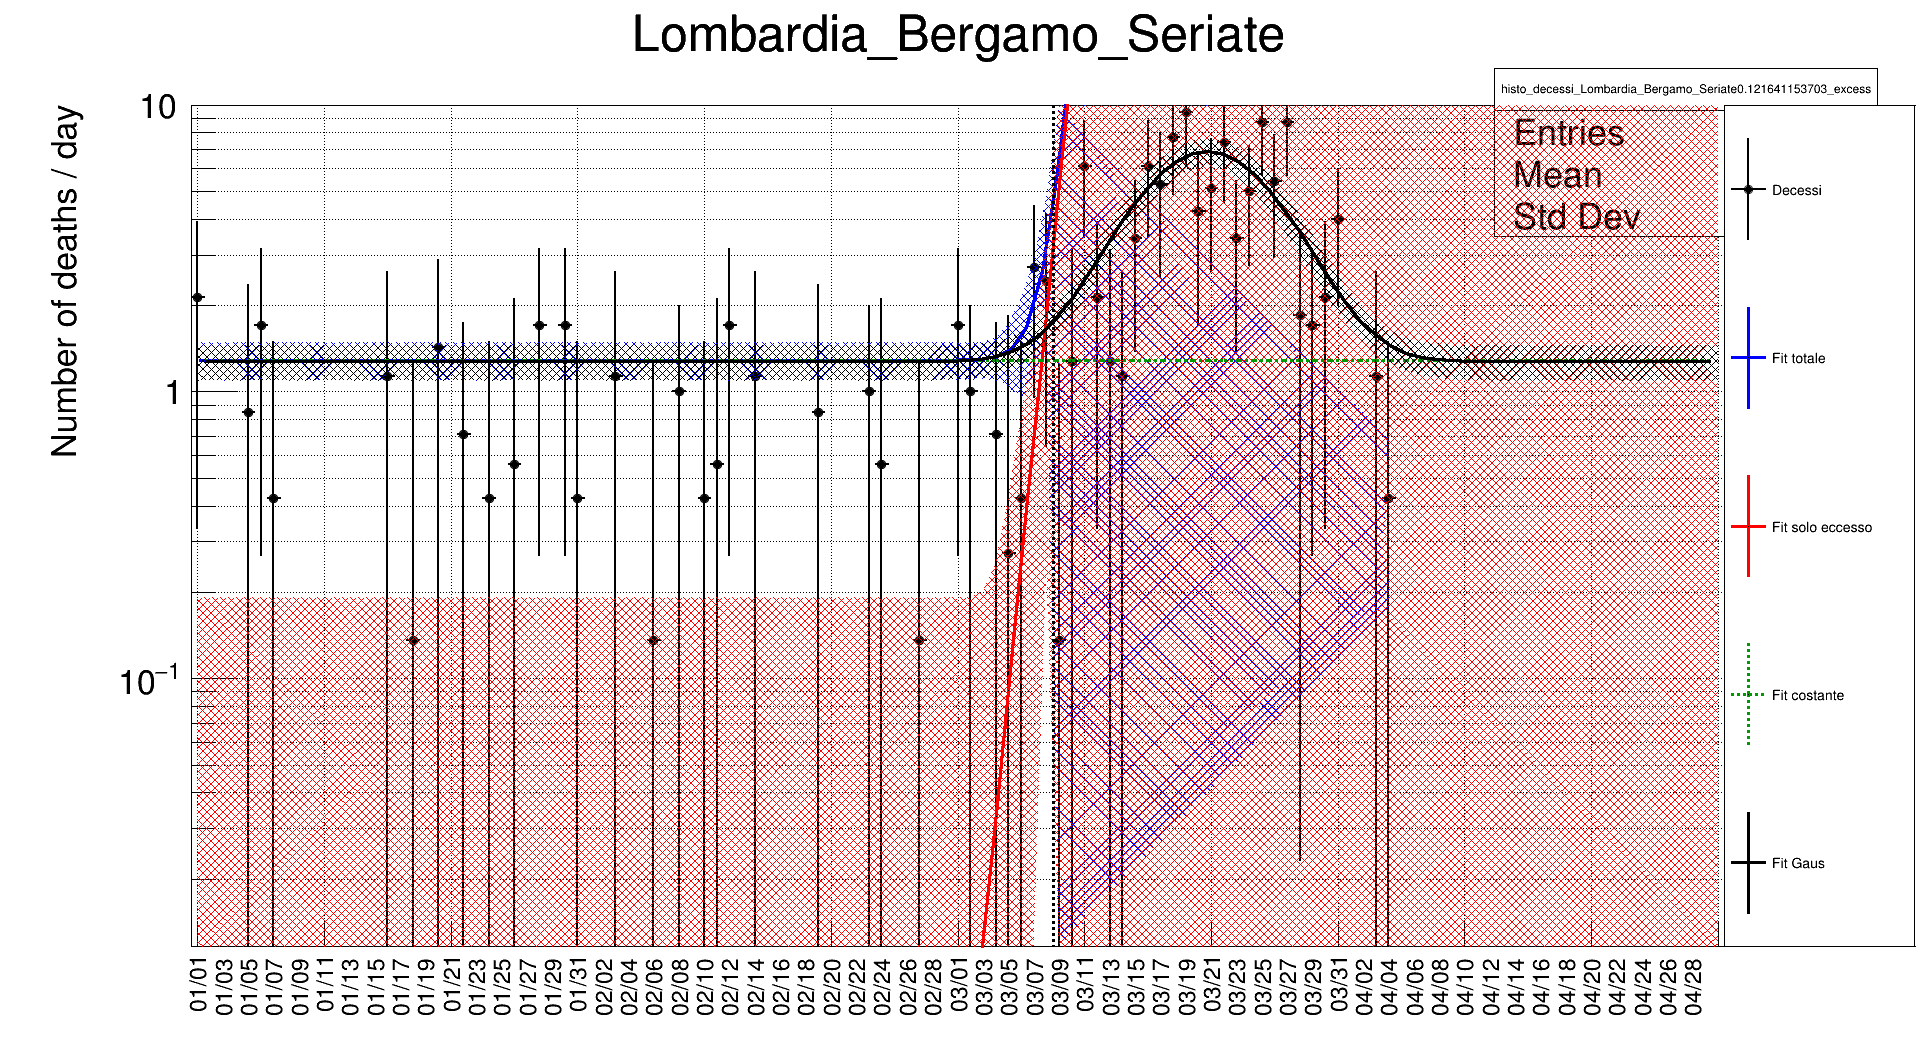 Lombardia_Bergamo_Seriate
histo_decessi_Lombardia_Bergamo_Seriate0.121641153703_excess
Entries
Mean
Std Dev
Number of deaths / day
10
1
10⁻¹
Decessi
Fit totale
Fit solo eccesso
Fit costante
Fit Gaus
01/01 01/03 01/05 01/07 01/09 01/11 01/13 01/15 01/17 01/19 01/21 01/23 01/25 01/27 01/29 01/31 02/02 02/04 02/06 02/08 02/10 02/12 02/14 02/16 02/18 02/20 02/22 02/24 02/26 02/28 03/01 03/03 03/05 03/07 03/09 03/11 03/13 03/15 03/17 03/19 03/21 03/23 03/25 03/27 03/29 03/31 04/02 04/04 04/06 04/08 04/10 04/12 04/14 04/16 04/18 04/20 04/22 04/24 04/26 04/28